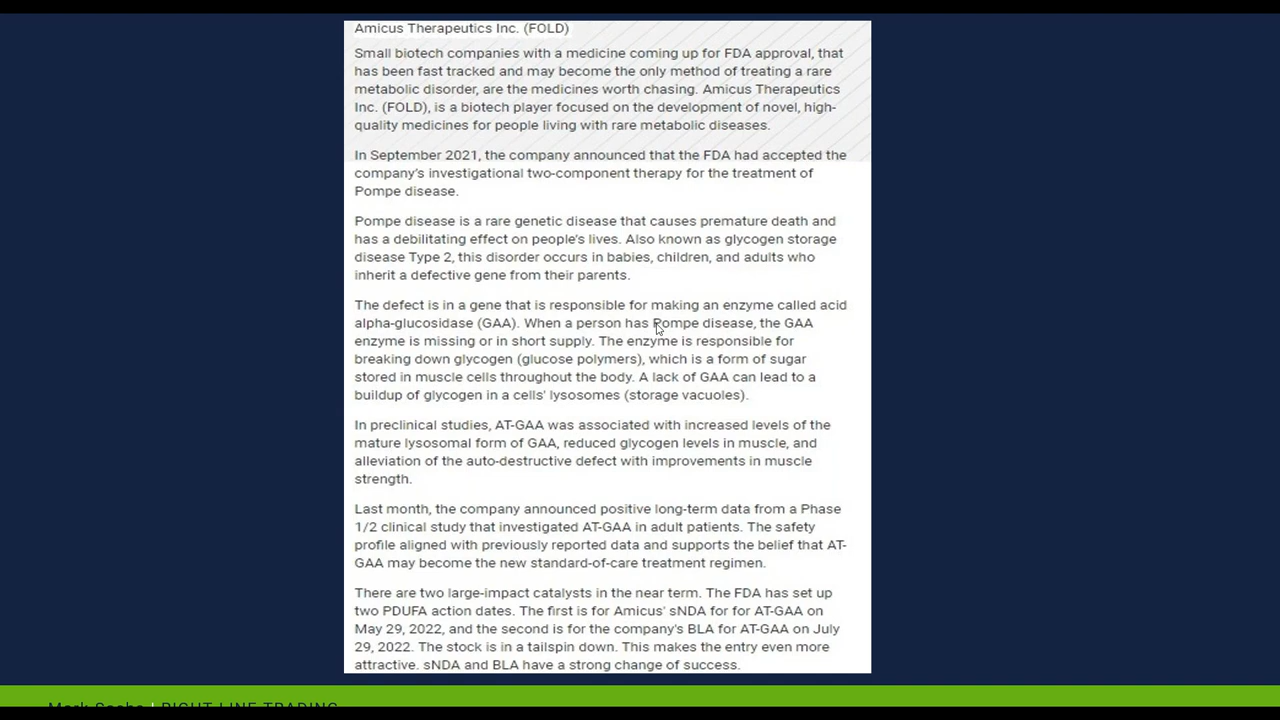 Amicus Therapeutics Inc. (FOLD)
Small biotech companies with a medicine coming up for FDA approval, that
has been fast tracked and may become the only method of treating a rare
metabolic disorder, are the medicines worth chasing. Amicus Therapeutics
Inc. (FOLD), is a biotech player focused on the development of novel, high-
quality medicines for people living with rare metabolic diseases.
In September 2021, the company announced that the FDA had accepted the
company's investigational two-component therapy for the treatment of
Pompe disease.
Pompe disease is a rare genetic disease that causes premature death and
has a debilitating effect on people's lives. Also known as glycogen storage
disease Type 2, this disorder occurs in babies, children, and adults who
inherit a defective gene from their parents.
The defect is in a gene that is responsible for making an enzyme called acid
alpha-glucosidase (GAA). When a person has Pompe disease, the GAA
enzyme is missing or in short supply. The enzyme is responsible for
breaking down glycogen (glucose polymers), which is a form of sugar
stored in muscle cells throughout the body. A lack of GAA can lead to a
buildup of glycogen in a cells' lysosomes (storage vacuoles).
In preclinical studies, AT-GAA was associated with increased levels of the
mature lysosomal form of GAA, reduced glycogen levels in muscle, and
alleviation of the auto-destructive defect with improvements in muscle
strength.
Last month, the company announced positive long-term data from a Phase
1/2 clinical study that investigated AT-GAA in adult patients. The safety
profile aligned with previously reported data and supports the belief that AT-
GAA may become the new standard-of-care treatment regimen.
There are two large-impact catalysts in the near term. The FDA has set up
two PDUFA action dates. The first is for Amicus' sNDA for for AT-GAA on
May 29, 2022, and the second is for the company's BLA for AT-GAA on July
29, 2022. The stock is in a tailspin down. This makes the entry even more
attractive. sNDA and BLA have a strong change of success.
| RIGHT LINE TRADING